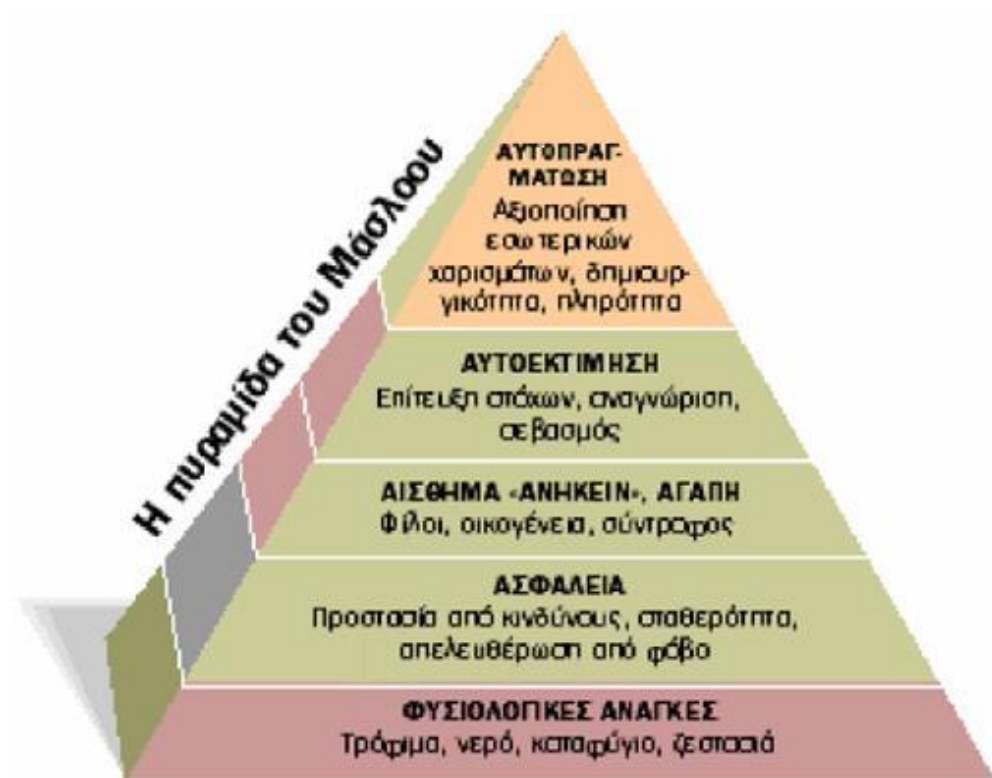 Η πυραμίδα του Μάσλοου
ΑΥΤΟΠΡΑΓ-
ΜΑΤΩΣΗ
Αξιοποίηση
εσωτερικών
χαρισμάτων, δημιουρ-
γικότητα, πληρότητα
ΑΥΤΟΕΚΤΙΜΗΣΗ
Επίτευξη στόχων, αναγνώριση,
σεβασμός
ΑΙΣΘΗΜΑ «ΑΝΗΚΕΙΝ», ΑΓΑΠΗ
Φίλοι, οικογένεια, σύντροφος
ΑΣΦΑΛΕΙΑ
Προστασία από κινδύνους, σταθερότητα,
απελευθέρωση από φόβο
ΦΥΣΙΟΛΟΓΙΚΕΣ ΑΝΑΓΚΕΣ
Τρόφιμα, νερό, καταφύγιο, ζεστασιά